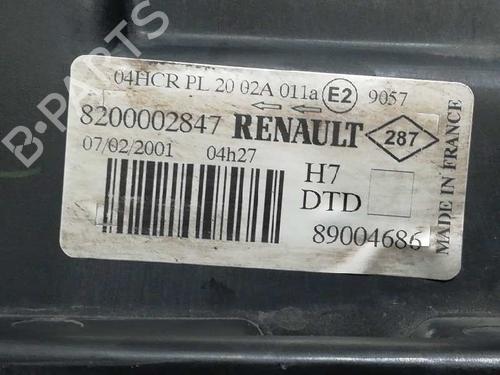 04HCR PL 20 02A 011a E2 9057
8200002847 RENAULT 287
07/02/2001 04h27
H7
DTD
89004686
MADE IN FRANCE
B-PARTS